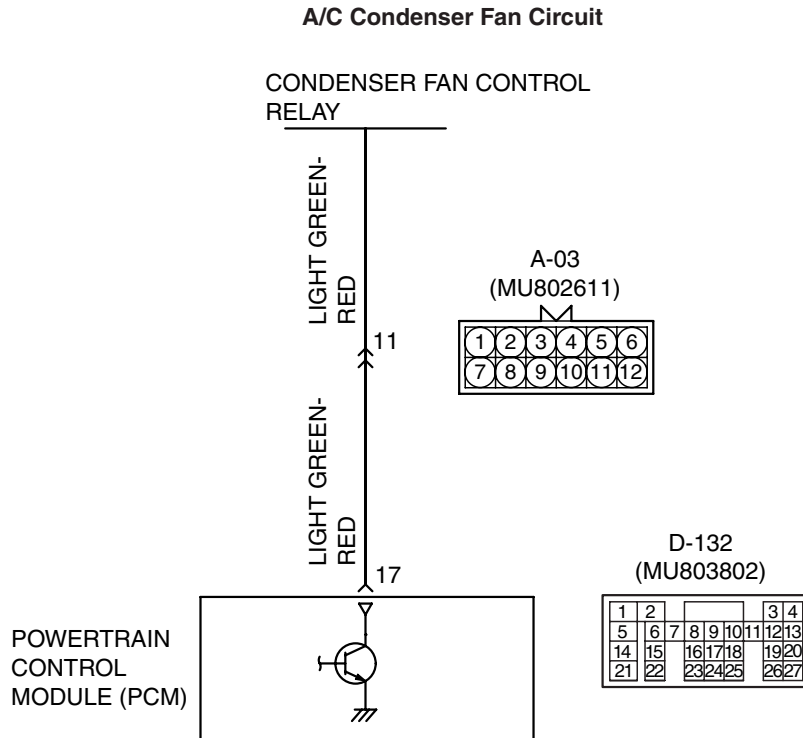 A/C Condenser Fan Circuit
CONDENSER FAN CONTROL
RELAY
LIGHT GREEN-
RED
11
A-03
(MU802611)
1 2 3 4 5 6
7 8 9 10 11 12
LIGHT GREEN-
RED
17
D-132
(MU803802)
1 2 3 4
5 6 7 8 9 10 11 12 13
14 15 16 17 18 19 20
21 22 23 24 25 26 27
POWERTRAIN
CONTROL
MODULE (PCM)